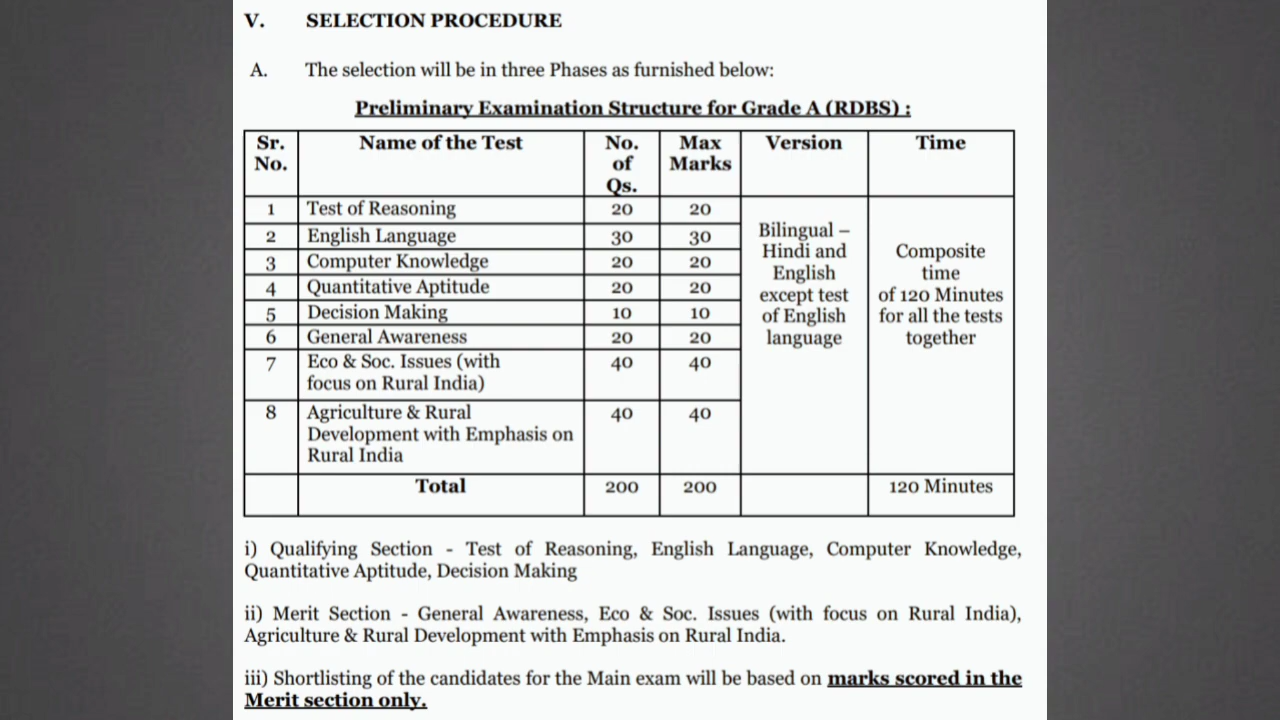 V. SELECTION PROCEDURE
A. The selection will be in three Phases as furnished below:
Preliminary Examination Structure for Grade A (RDBS) :
Sr. No. Name of the Test No. of Qs. Max Marks Version Time
1 Test of Reasoning 20 20
2 English Language 30 30
3 Computer Knowledge 20 20
4 Quantitative Aptitude 20 20
5 Decision Making 10 10
6 General Awareness 20 20
7 Eco & Soc. Issues (with
focus on Rural India) 40 40
8 Agriculture & Rural
Development with Emphasis on
Rural India 40 40
Bilingual –
Hindi and
English
except test
of English
language
Composite
time
of 120 Minutes
for all the tests
together
Total 200 200 120 Minutes
i) Qualifying Section - Test of Reasoning, English Language, Computer Knowledge,
Quantitative Aptitude, Decision Making
ii) Merit Section - General Awareness, Eco & Soc. Issues (with focus on Rural India),
Agriculture & Rural Development with Emphasis on Rural India.
iii) Shortlisting of the candidates for the Main exam will be based on marks scored in the
Merit section only.